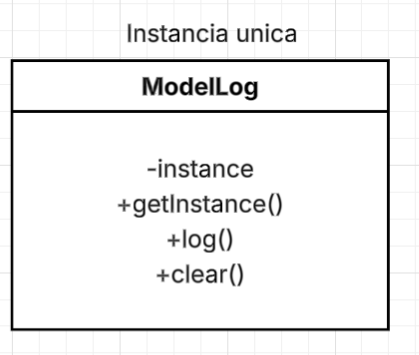 Instancia unica
ModelLog
-instance
+getInstance()
+log()
+clear()